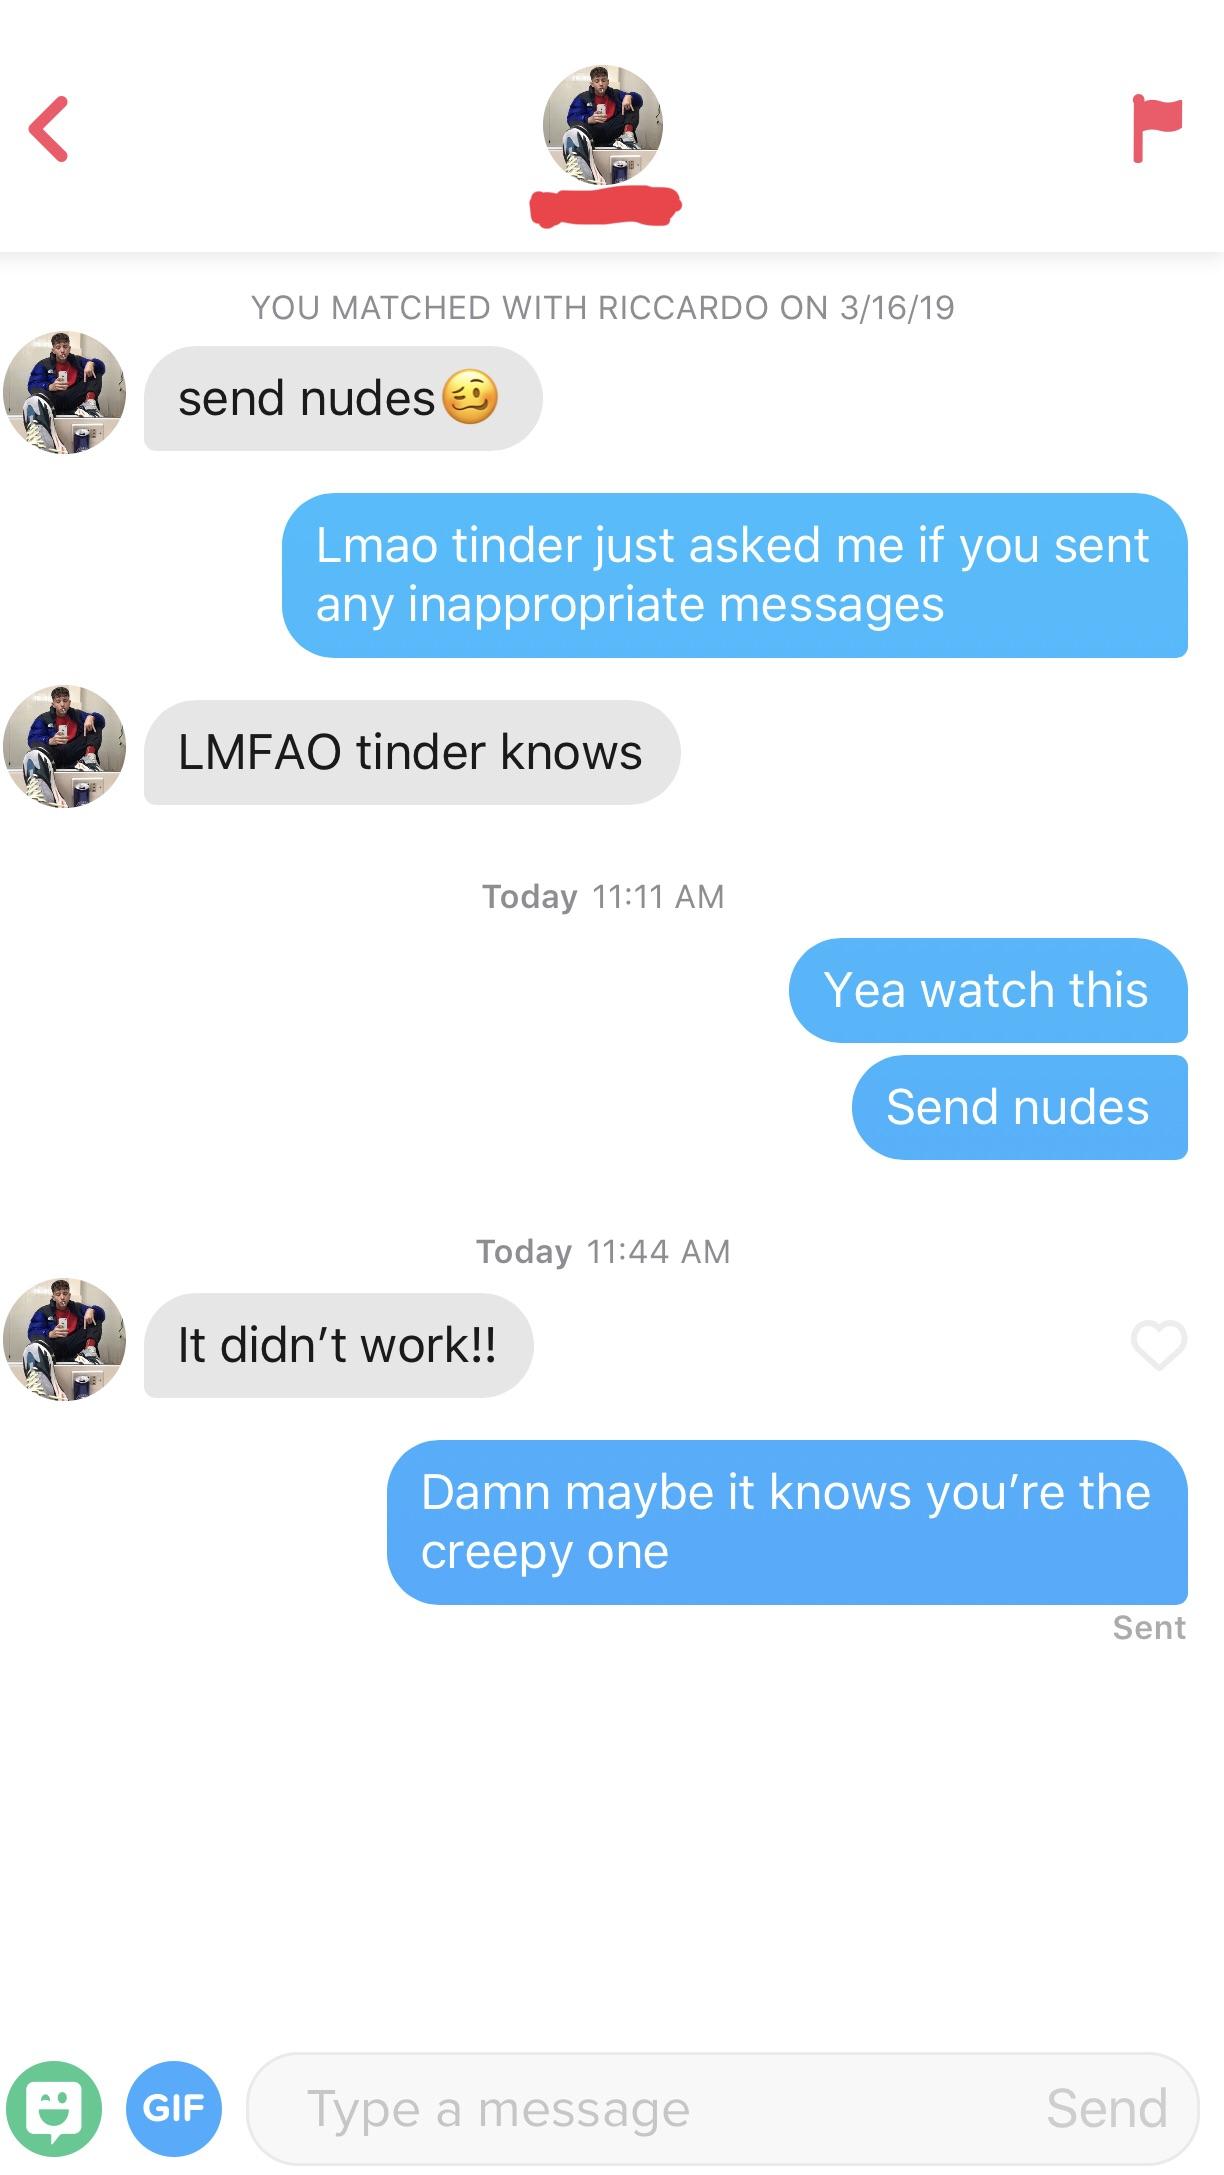 YOU MATCHED WITH RICCARDO ON 3/16/19
send nudes🥴
Lmao tinder just asked me if you sent
any inappropriate messages
LMFAO tinder knows
Today 11:11 AM
Yea watch this
Send nudes
Today 11:44 AM
It didn’t work!!
Damn maybe it knows you’re the
creepy one
Sent
GIF
Type a message
Send